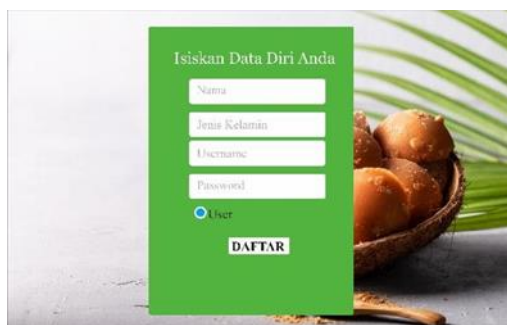 Isiskan Data Diri Anda
Nama
Jenis Kelamin
Username
Password
User
DAFTAR